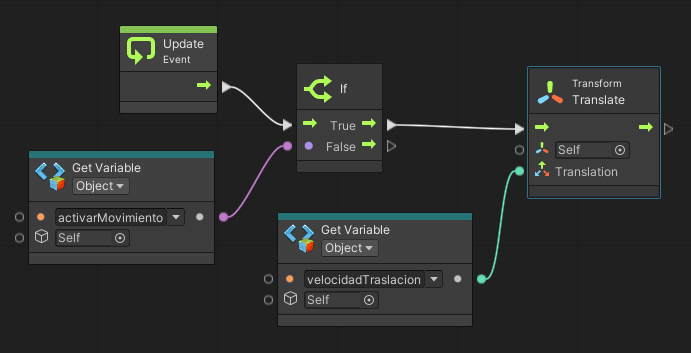 Update
Event
If
True
False
Transform
Translate
Self
Translation
Get Variable
Object
activarMovimiento
Self
Get Variable
Object
velocidadTraslacion
Self